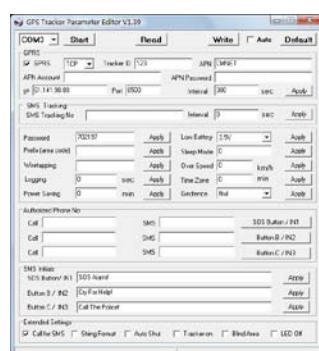 GPS Tracker Parameter Editor V1.39
COM3 Start Read Write Auto Default
GPRS
GPRS TCP Tracker ID 123 APN CMNET
APN Account APN Password
Port 8500 Interval 300 sec Apply
SMS Tracking
SMS Tracking No Interval 0 sec Apply
Password Apply Low Battery Apply
Prefix (area code) Apply Sleep Mode 0 Apply
Wiretapping Apply Over Speed 0 km/h Apply
Logging 0 sec Apply Time Zone 0 min Apply
Power Saving 0 min Apply Geofence Apply
Authorized Phone No
Call SMS SOS Button / IN1
Call SMS Button B / IN2
Call SMS Button C / IN3
SMS Initials
SOS Button/ IN1 SOS Alarm! Apply
Button B / IN2 Cry For Help! Apply
Button C / IN3 Call The Police! Apply
Extended Settings
Call for SMS String Format Auto Shut Tracker on Blind Area LED Off